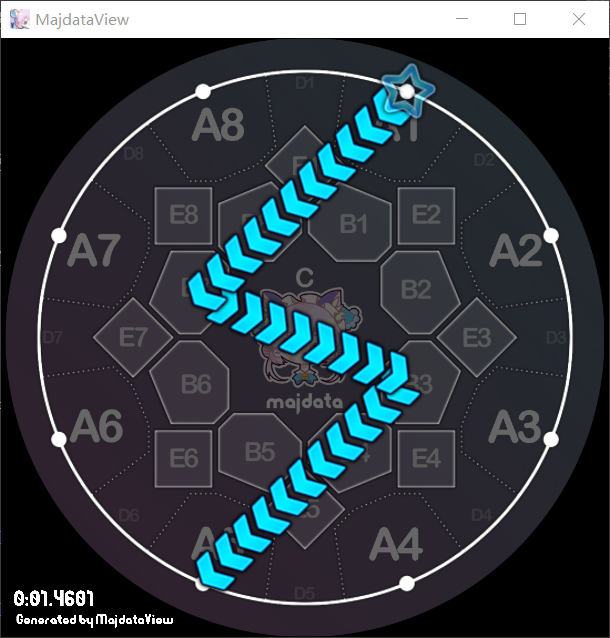 MajdataView
D1
A8
D8
D2
E8
B1
E2
A7
A2
C
B2
D7
E7
E3
D3
B6
B3
majdata
A6
A3
B5
E6
E4
D6
D4
A4
D5
0:01.4601
Generated by MajdataView